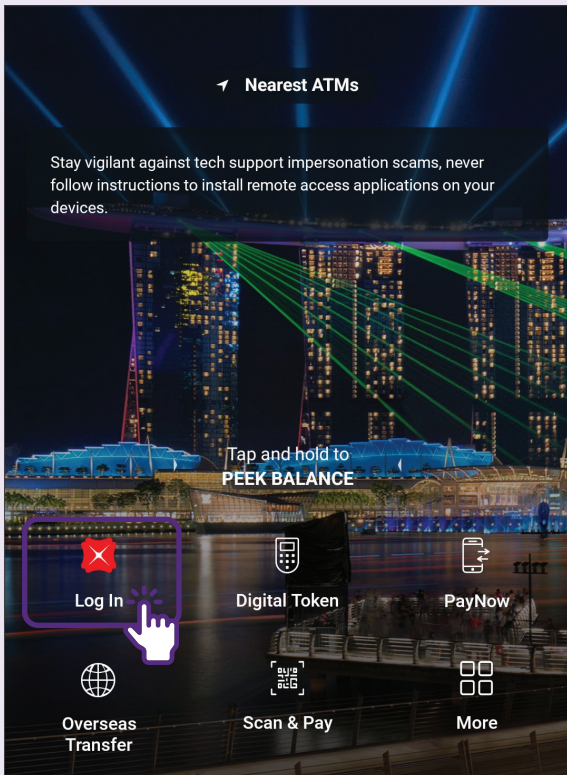 Nearest ATMs
Stay vigilant against tech support impersonation scams, never
follow instructions to install remote access applications on your
devices.
Tap and hold to
PEEK BALANCE
Log In
Digital Token
PayNow
Overseas
Transfer
Scan & Pay
More